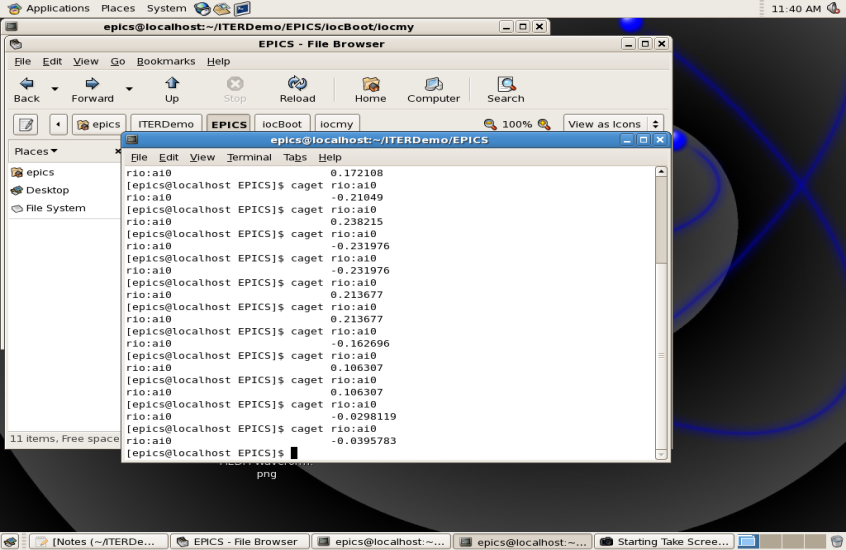 Applications Places System
11:40 AM
epics@localhost:~/ITERDemo/EPICS/iocBoot/iocmy
EPICS - File Browser
File Edit View Go Bookmarks Help
Back Forward Up Stop Reload Home Computer Search
epics ITERDemo EPICS iocBoot iocmy 100% View as Icons
Places
epics
Desktop
File System
11 items, Free space
epics@localhost:~/ITERDemo/EPICS
File Edit View Terminal Tabs Help
rio:ai0 0.172108
[epics@localhost EPICS]$ caget rio:ai0
rio:ai0 -0.21049
[epics@localhost EPICS]$ caget rio:ai0
rio:ai0 0.238215
[epics@localhost EPICS]$ caget rio:ai0
rio:ai0 -0.231976
[epics@localhost EPICS]$ caget rio:ai0
rio:ai0 -0.231976
[epics@localhost EPICS]$ caget rio:ai0
rio:ai0 0.213677
[epics@localhost EPICS]$ caget rio:ai0
rio:ai0 0.213677
[epics@localhost EPICS]$ caget rio:ai0
rio:ai0 -0.162696
[epics@localhost EPICS]$ caget rio:ai0
rio:ai0 0.106307
[epics@localhost EPICS]$ caget rio:ai0
rio:ai0 0.106307
[epics@localhost EPICS]$ caget rio:ai0
rio:ai0 -0.0298119
[epics@localhost EPICS]$ caget rio:ai0
rio:ai0 -0.0395783
[epics@localhost EPICS]$
png
[Notes (~/ITERDe... EPICS - File Browser epics@localhost:~... epics@localhost:~... Starting Take Scree...